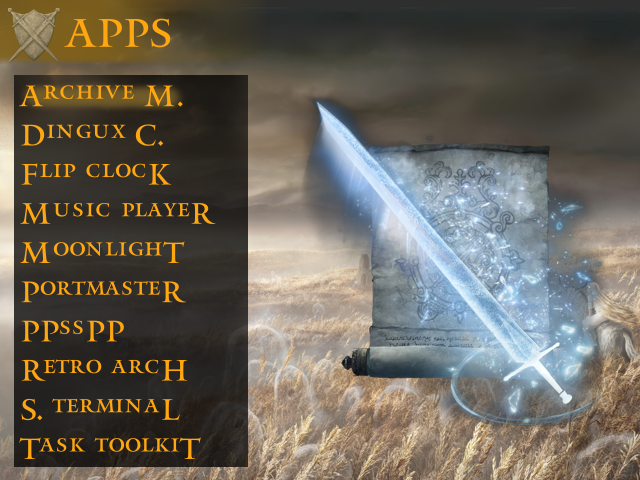 APPS
Archive M.
Dingux C.
Flip clocK
Music playeR
MoonlighT
PortmasteR
PPssPP
Retro arcH
S. terminaL
Task toolkiT